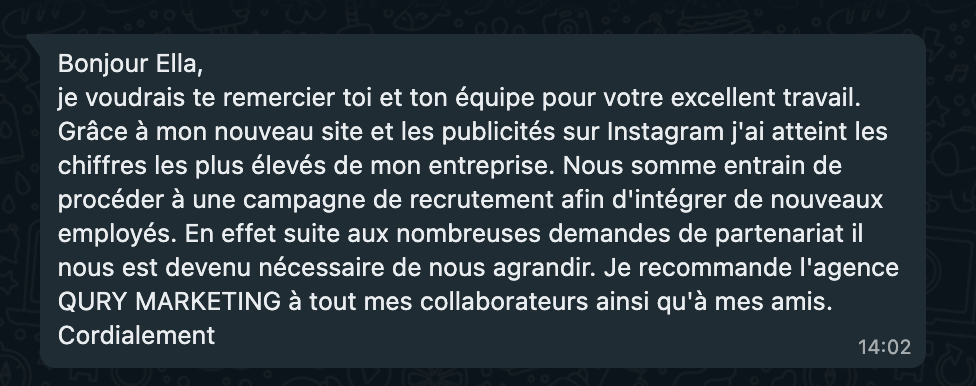 Bonjour Ella,
je voudrais te remercier toi et ton équipe pour votre excellent travail.
Grâce à mon nouveau site et les publicités sur Instagram j'ai atteint les
chiffres les plus élevés de mon entreprise. Nous somme entrain de
procéder à une campagne de recrutement afin d'intégrer de nouveaux
employés. En effet suite aux nombreuses demandes de partenariat il
nous est devenu nécessaire de nous agrandir. Je recommande l'agence
QURY MARKETING à tout mes collaborateurs ainsi qu'à mes amis.
Cordialement
14:02